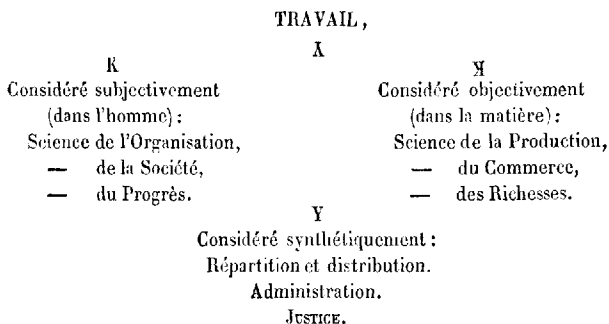 TRAVAIL,
A
K
Considéré subjectivement
(dans l'homme):
Science de l'Organisation,
— de la Société,
— du Progrès.
ʞ
Considéré objectivement
(dans la matière):
Science de la Production,
— du Commerce,
— des Richesses.
Y
Considéré synthétiquement:
Répartition et distribution.
Administration.
JUSTICE.